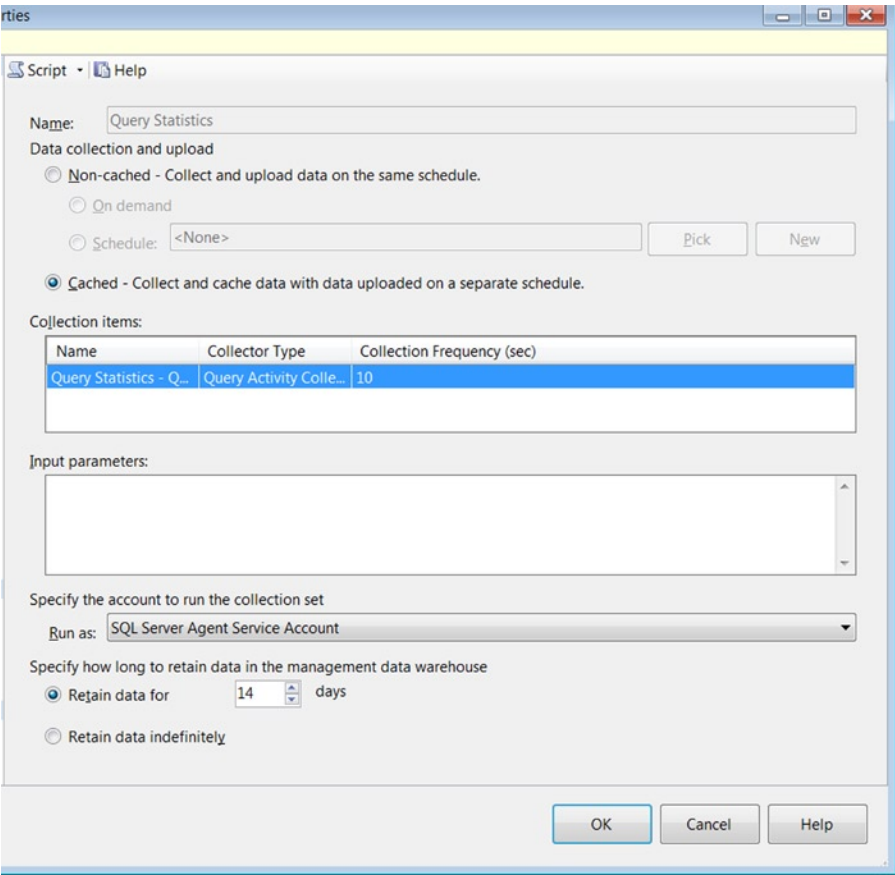 rties
Script Help
Name: Query Statistics
Data collection and upload
Non-cached - Collect and upload data on the same schedule.
On demand
Schedule: <None> Pick New
Cached - Collect and cache data with data uploaded on a separate schedule.
Collection items:
Name Collector Type Collection Frequency (sec)
Query Statistics - Q... Query Activity Colle... 10
Input parameters:
Specify the account to run the collection set
Run as: SQL Server Agent Service Account
Specify how long to retain data in the management data warehouse
Retain data for 14 days
Retain data indefinitely
OK Cancel Help